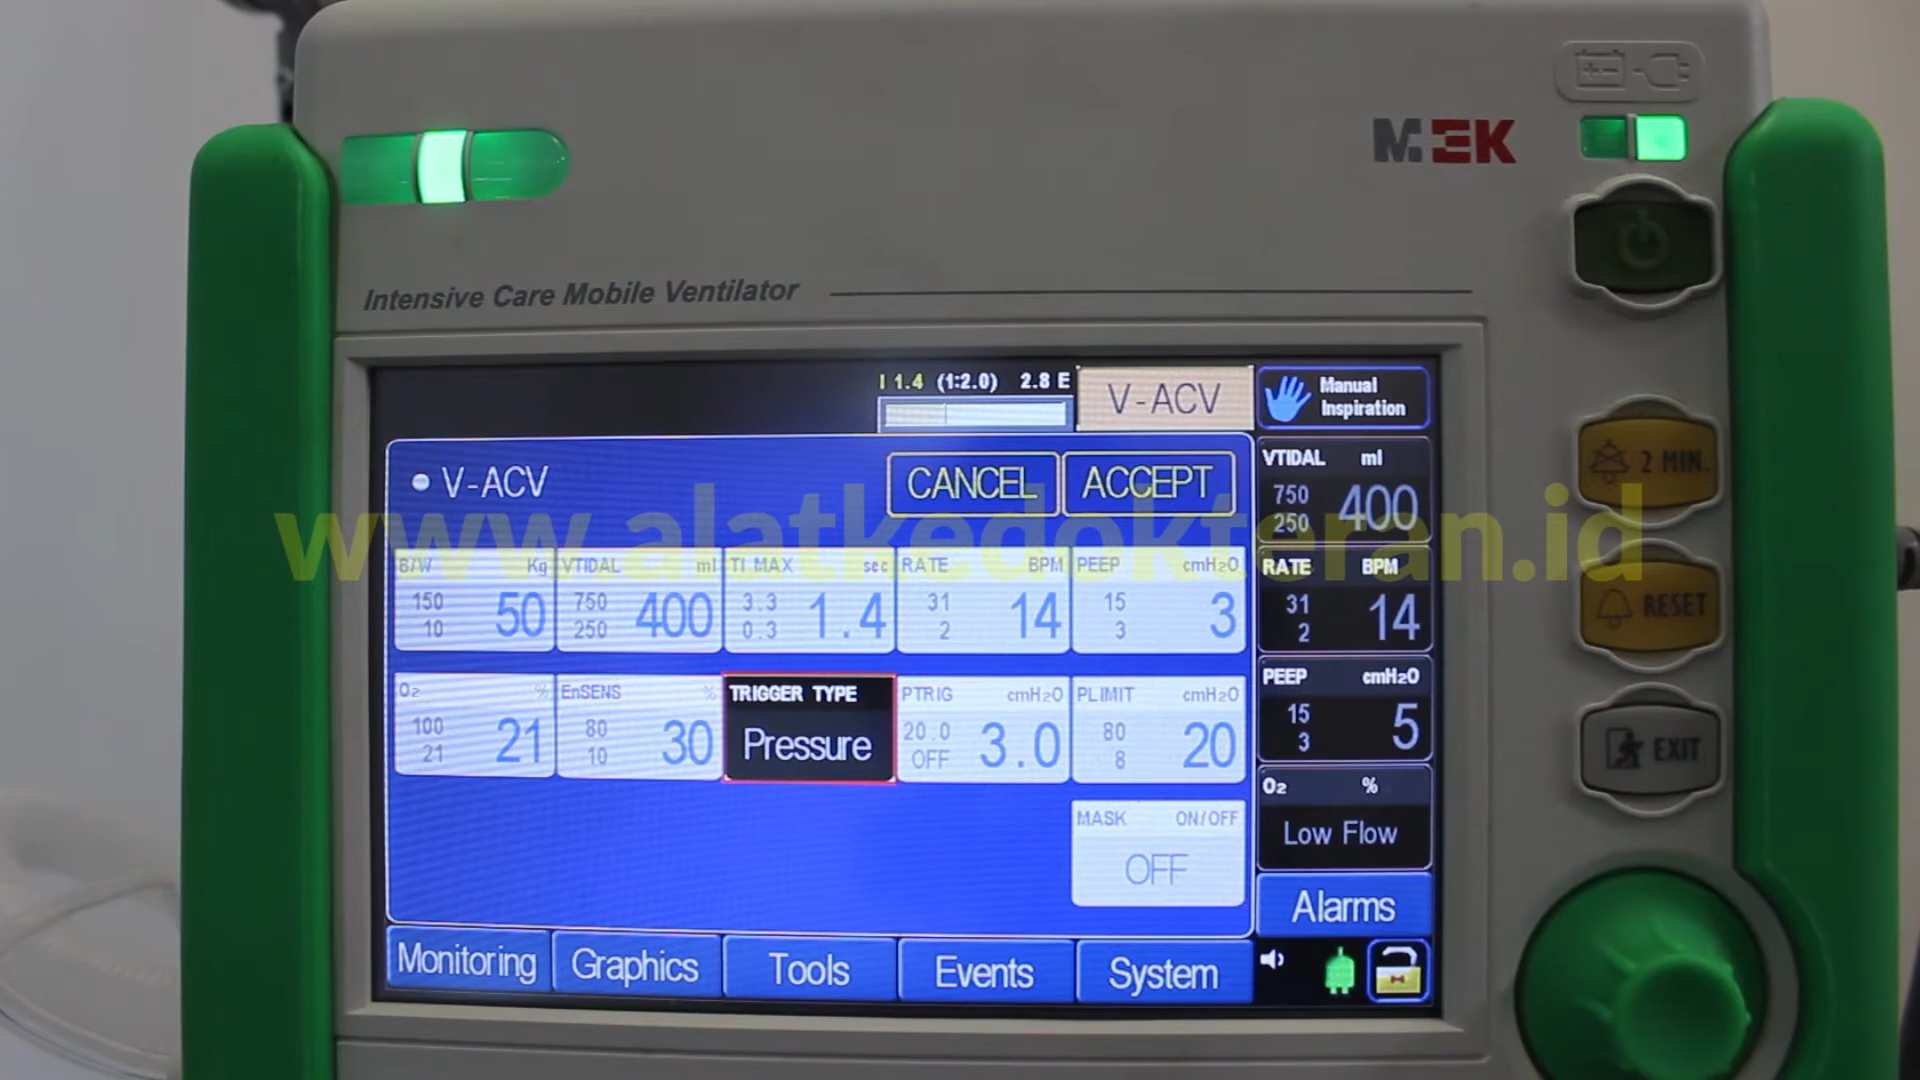 MEK
Intensive Care Mobile Ventilator
I 1.4 (1:2.0) 2.8 E
V-ACV
Manual
Inspiration
V-ACV
CANCEL
ACCEPT
www.alatkedokteran.id
B/W Kg
150
10
50
VTIDAL ml
750
250
400
TI MAX sec
3.3
0.3
1.4
RATE BPM
31
2
14
PEEP cmH2O
15
3
3
O2 %
100
21
21
EnSENS %
80
10
30
TRIGGER TYPE
Pressure
PTRIG cmH2O
20.0
OFF
3.0
PLIMIT cmH2O
80
8
20
MASK ON/OFF
OFF
VTIDAL ml
750
250
400
RATE BPM
31
2
14
PEEP cmH2O
15
3
5
O2 %
Low Flow
Alarms
Monitoring
Graphics
Tools
Events
System
2 MIN.
RESET
EXIT